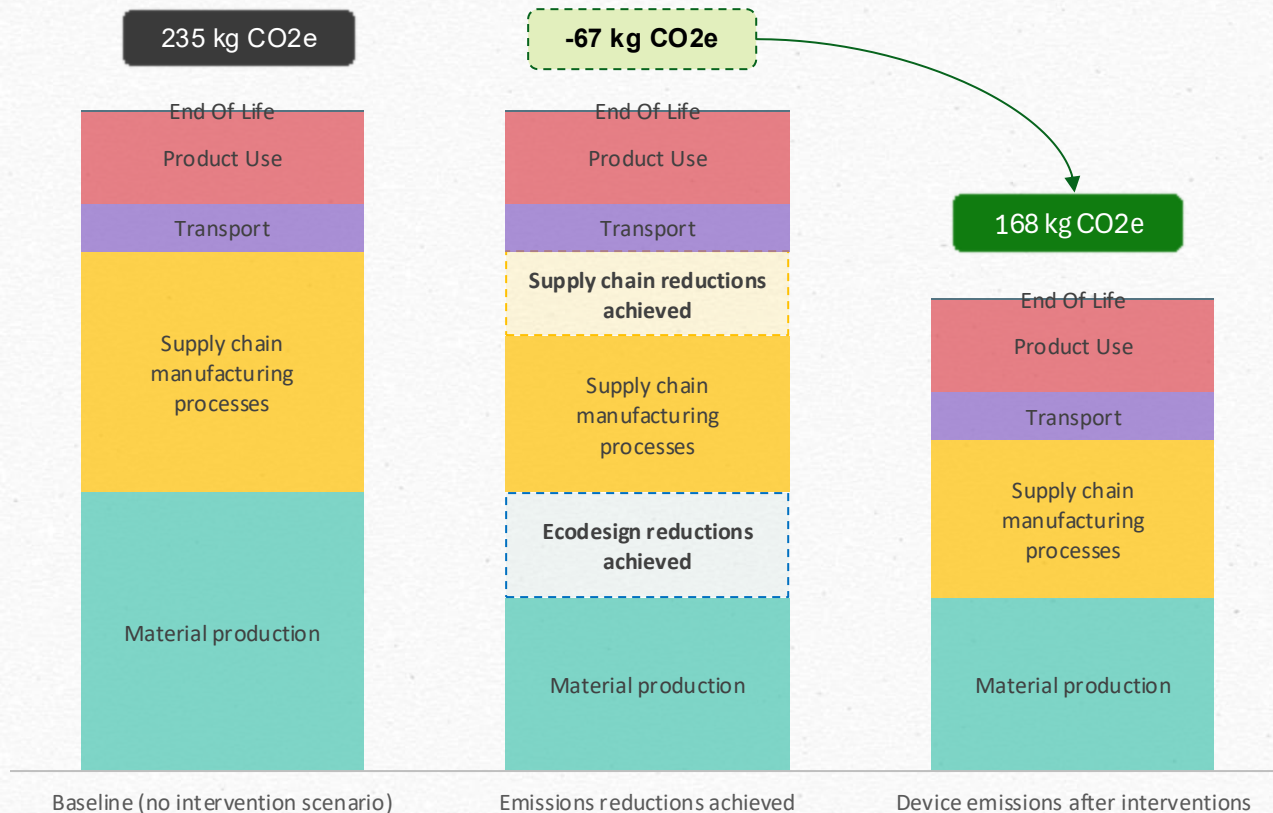 235 kg CO2e
End Of Life
Product Use
Transport
Supply chain
manufacturing
processes
Material production
Baseline (no intervention scenario)
-67 kg CO2e
End Of Life
Product Use
Transport
Supply chain reductions
achieved
Supply chain
manufacturing
processes
Ecodesign reductions
achieved
Material production
Emissions reductions achieved
168 kg CO2e
End Of Life
Product Use
Transport
Supply chain
manufacturing
processes
Material production
Device emissions after interventions